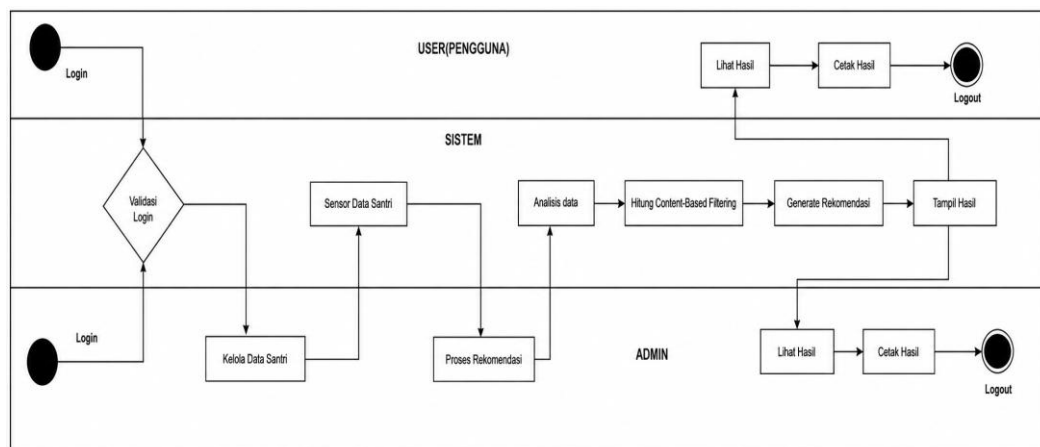 USER(PENGGUNA)
Login
Lihat Hasil
Cetak Hasil
Logout
SISTEM
Validasi
Login
Sensor Data Santri
Analisis data
Hitung Content-Based Filtering
Generate Rekomendasi
Tampil Hasil
Login
Kelola Data Santri
Proses Rekomendasi
ADMIN
Lihat Hasil
Cetak Hasil
Logout